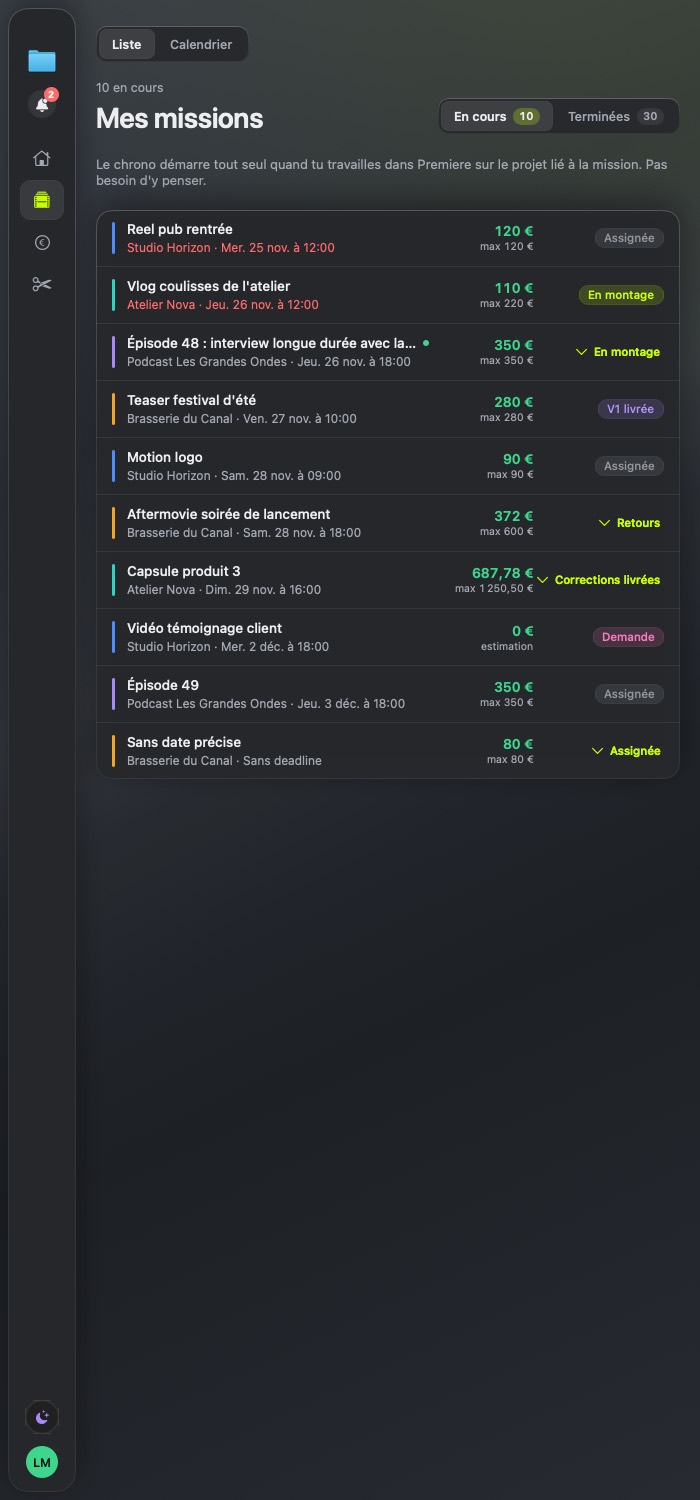 Liste Calendrier
2
10 en cours
Mes missions
En cours 10 Terminées 30
Le chrono démarre tout seul quand tu travailles dans Premiere sur le projet lié à la mission. Pas
besoin d'y penser.
Reel pub rentrée 120 € Assignée
Studio Horizon · Mer. 25 nov. à 12:00 max 120 €
Vlog coulisses de l'atelier 110 € En montage
Atelier Nova · Jeu. 26 nov. à 12:00 max 220 €
Épisode 48 : interview longue durée avec la... 350 € En montage
Podcast Les Grandes Ondes · Jeu. 26 nov. à 18:00 max 350 €
Teaser festival d'été 280 € V1 livrée
Brasserie du Canal · Ven. 27 nov. à 10:00 max 280 €
Motion logo 90 € Assignée
Studio Horizon · Sam. 28 nov. à 09:00 max 90 €
Aftermovie soirée de lancement 372 € Retours
Brasserie du Canal · Sam. 28 nov. à 18:00 max 600 €
Capsule produit 3 687,78 € Corrections livrées
Atelier Nova · Dim. 29 nov. à 16:00 max 1 250,50 €
Vidéo témoignage client 0 € Demande
Studio Horizon · Mer. 2 déc. à 18:00 estimation
Épisode 49 350 € Assignée
Podcast Les Grandes Ondes · Jeu. 3 déc. à 18:00 max 350 €
Sans date précise 80 € Assignée
Brasserie du Canal · Sans deadline max 80 €
LM